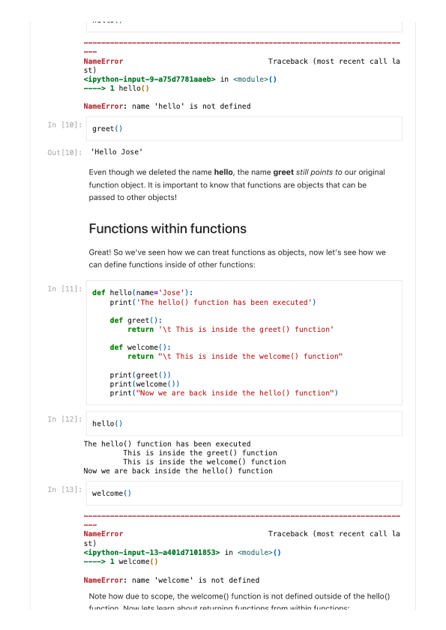 NameError Traceback (most recent call la
st)
<ipython-input-9-a75d7781aaeb> in <module>()
----> 1 hello()
NameError: name 'hello' is not defined
In [10]: greet()
Out[10]: 'Hello Jose'
Even though we deleted the name hello, the name greet still points to our original
function object. It is important to know that functions are objects that can be
passed to other objects!
Functions within functions
Great! So we've seen how we can treat functions as objects, now let's see how we
can define functions inside of other functions:
In [11]: def hello(name='Jose'):
print('The hello() function has been executed')
def greet():
return '\t This is inside the greet() function'
def welcome():
return "\t This is inside the welcome() function"
print(greet())
print(welcome())
print("Now we are back inside the hello() function")
In [12]: hello()
The hello() function has been executed
This is inside the greet() function
This is inside the welcome() function
Now we are back inside the hello() function
In [13]: welcome()
NameError Traceback (most recent call la
st)
<ipython-input-13-a401d7101853> in <module>()
----> 1 welcome()
NameError: name 'welcome' is not defined
Note how due to scope, the welcome() function is not defined outside of the hello()
function. Now lets learn about returning functions from within functions: